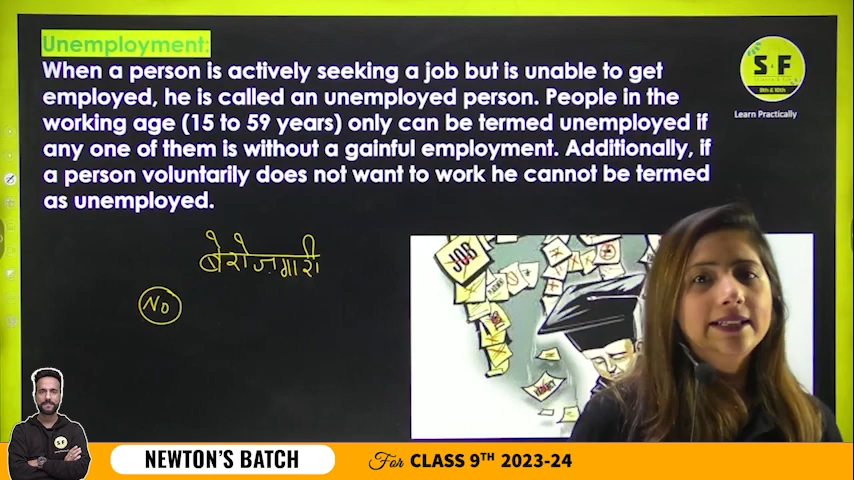 Unemployment:
When a person is actively seeking a job but is unable to get
employed, he is called an unemployed person. People in the
working age (15 to 59 years) only can be termed unemployed if
any one of them is without a gainful employment. Additionally, if
a person voluntarily does not want to work he cannot be termed
as unemployed.
S F
9th & 10th
Learn Practically
बेरोज़गारी
NO
JOB
NEWTON'S BATCH
For CLASS 9TH 2023-24